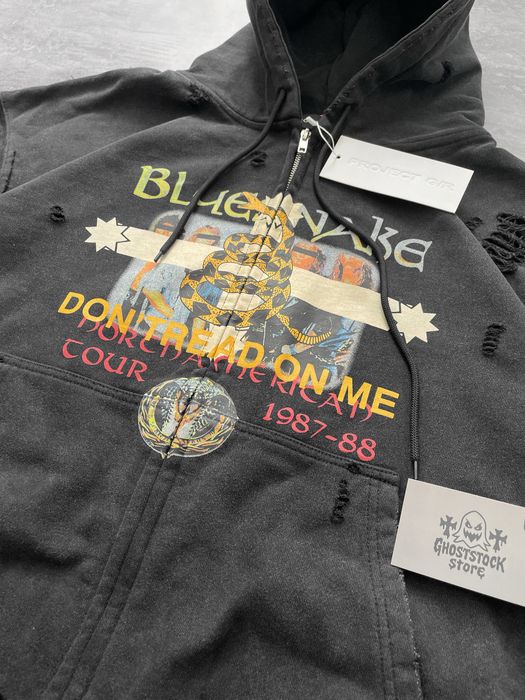 PROJECT G/R
BLUESNAKE
DON'TREAD ON ME
NORTH AMERICAN
TOUR
1987-88
GHOSTSTOCK
STORE